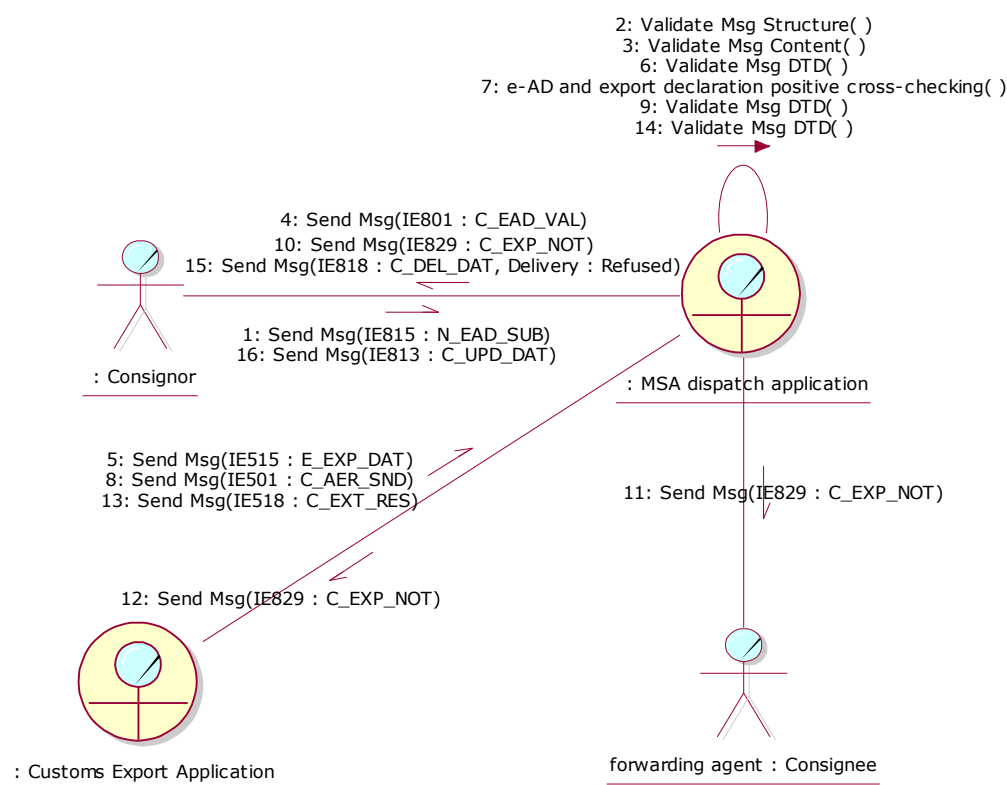 2: Validate Msg Structure( )
3: Validate Msg Content( )
6: Validate Msg DTD( )
7: e-AD and export declaration positive cross-checking( )
9: Validate Msg DTD( )
14: Validate Msg DTD( )
4: Send Msg(IE801 : C_EAD_VAL)
10: Send Msg(IE829 : C_EXP_NOT)
15: Send Msg(IE818 : C_DEL_DAT, Delivery : Refused)
1: Send Msg(IE815 : N_EAD_SUB)
16: Send Msg(IE813 : C_UPD_DAT)
: Consignor
: MSA dispatch application
5: Send Msg(IE515 : E_EXP_DAT)
8: Send Msg(IE501 : C_AER_SND)
13: Send Msg(IE518 : C_EXT_RES)
11: Send Msg(IE829 : C_EXP_NOT)
12: Send Msg(IE829 : C_EXP_NOT)
: Customs Export Application
forwarding agent : Consignee